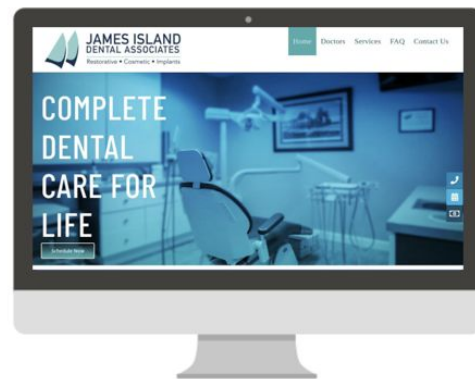 JAMES ISLAND
DENTAL ASSOCIATES
Restorative • Cosmetic • Implants
Home Doctors Services FAQ Contact Us
COMPLETE
DENTAL
CARE FOR
LIFE
Schedule Now